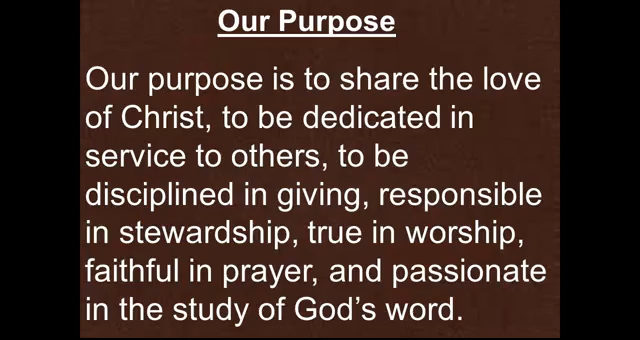 Our Purpose
Our purpose is to share the love
of Christ, to be dedicated in
service to others, to be
disciplined in giving, responsible
in stewardship, true in worship,
faithful in prayer, and passionate
in the study of God’s word.